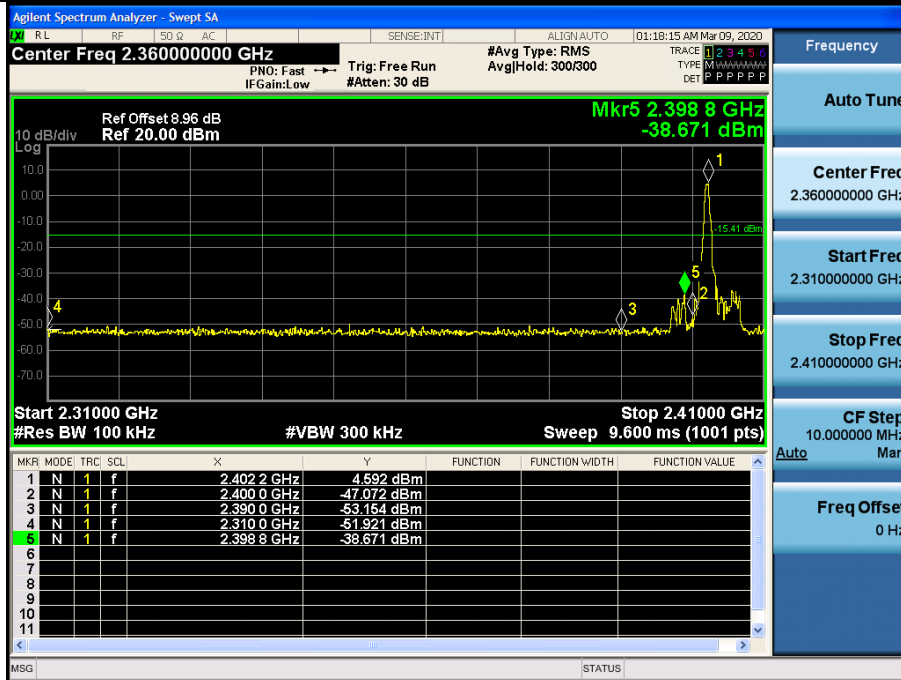 Agilent Spectrum Analyzer - Swept SA
LXI RL RF 50 Ω AC SENSE:INT ALIGNAUTO 01:18:15 AM Mar 09, 2020
Center Freq 2.360000000 GHz
PNO: Fast
IFGain:Low
Trig: Free Run
#Atten: 30 dB
#Avg Type: RMS
Avg|Hold: 300/300
TRACE 1 2 3 4 5 6
TYPE M W W W W W
DET P P P P P P
Mkr5 2.398 8 GHz
-38.671 dBm
Ref Offset 8.96 dB
10 dB/div Ref 20.00 dBm
Log
10.0
0.00
-10.0
-20.0
-30.0
-40.0
-50.0
-60.0
-70.0
-15.41 dBm
1
5
2
3
4
Start 2.31000 GHz Stop 2.41000 GHz
#Res BW 100 kHz #VBW 300 kHz Sweep 9.600 ms (1001 pts)
MKR MODE TRC SCL X Y FUNCTION FUNCTION WIDTH FUNCTION VALUE
1 N 1 f 2.402 2 GHz 4.592 dBm
2 N 1 f 2.400 0 GHz -47.072 dBm
3 N 1 f 2.390 0 GHz -53.154 dBm
4 N 1 f 2.310 0 GHz -51.921 dBm
5 N 1 f 2.398 8 GHz -38.671 dBm
6
7
8
9
10
11
MSG STATUS
Frequency
Auto Tune
Center Freq
2.360000000 GHz
Start Freq
2.310000000 GHz
Stop Freq
2.410000000 GHz
CF Step
10.000000 MHz
Auto Man
Freq Offset
0 Hz